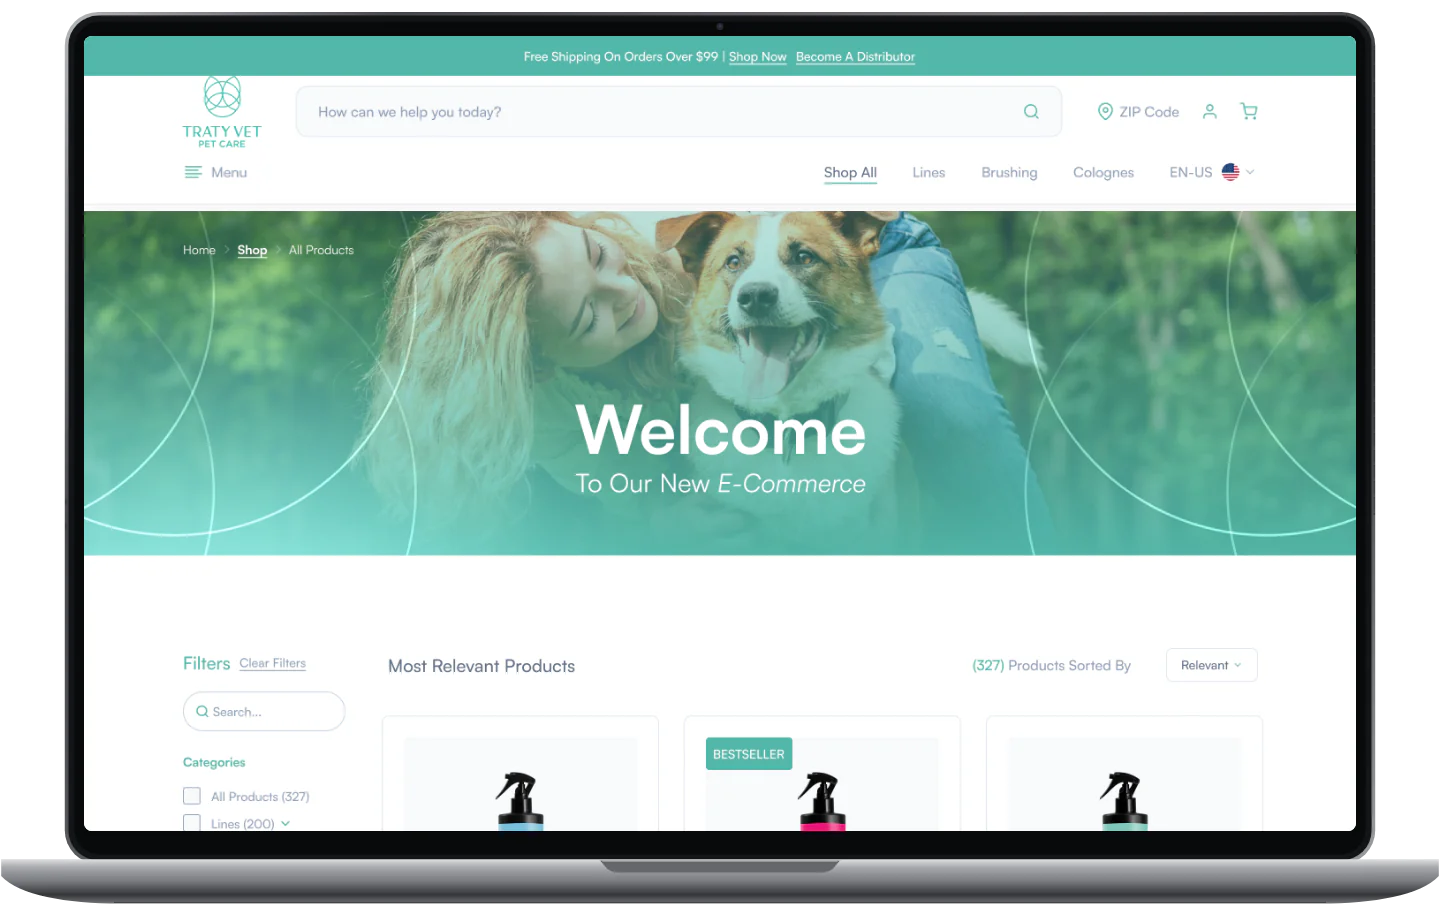 Free Shipping On Orders Over $99 | Shop Now Become A Distributor
TRATY VET
PET CARE
How can we help you today?
ZIP Code
Menu
Shop All Lines Brushing Colognes EN-US
Home > Shop > All Products
Welcome
To Our New E-Commerce
Filters Clear Filters
Most Relevant Products
(327) Products Sorted By
Relevant
Search...
BESTSELLER
Categories
All Products (327)
Lines (200)